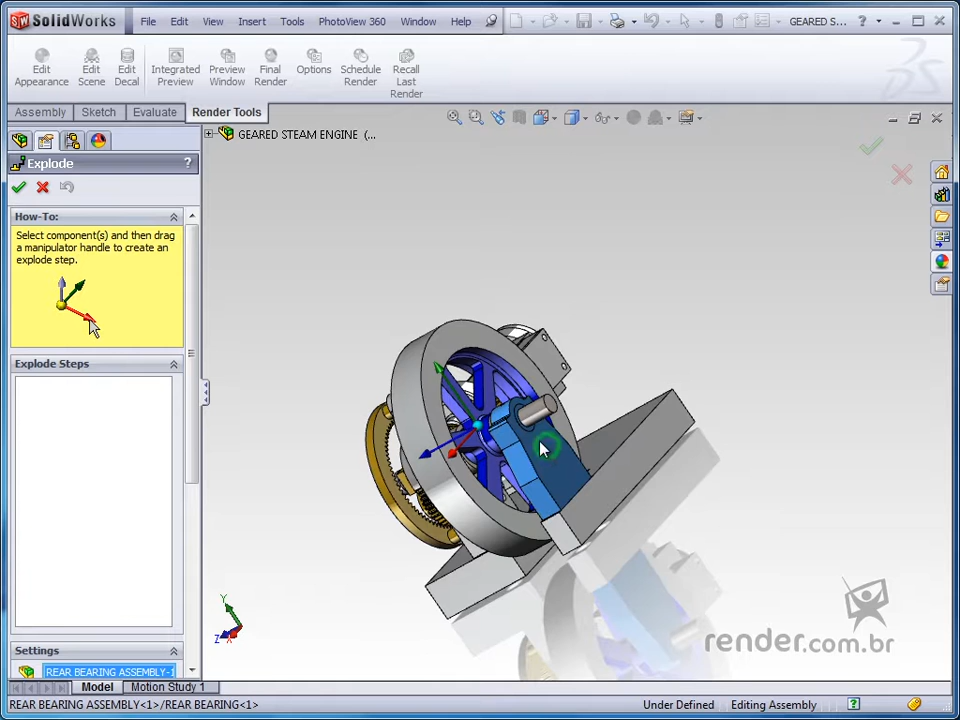 SolidWorks File Edit View Insert Tools PhotoView 360 Window Help GEARED S... ?
Edit Appearance
Edit Scene
Edit Decal
Integrated Preview
Preview Window
Final Render
Options
Schedule Render
Recall Last Render
Assembly Sketch Evaluate Render Tools
GEARED STEAM ENGINE (...
Explode ?
How-To:
Select component(s) and then drag
a manipulator handle to create an
explode step.
Explode Steps
Y
Z X
render.com.br
Settings
REAR BEARING ASSEMBLY-1
Model Motion Study 1
REAR BEARING ASSEMBLY<1>/REAR BEARING<1> Under Defined Editing Assembly ?